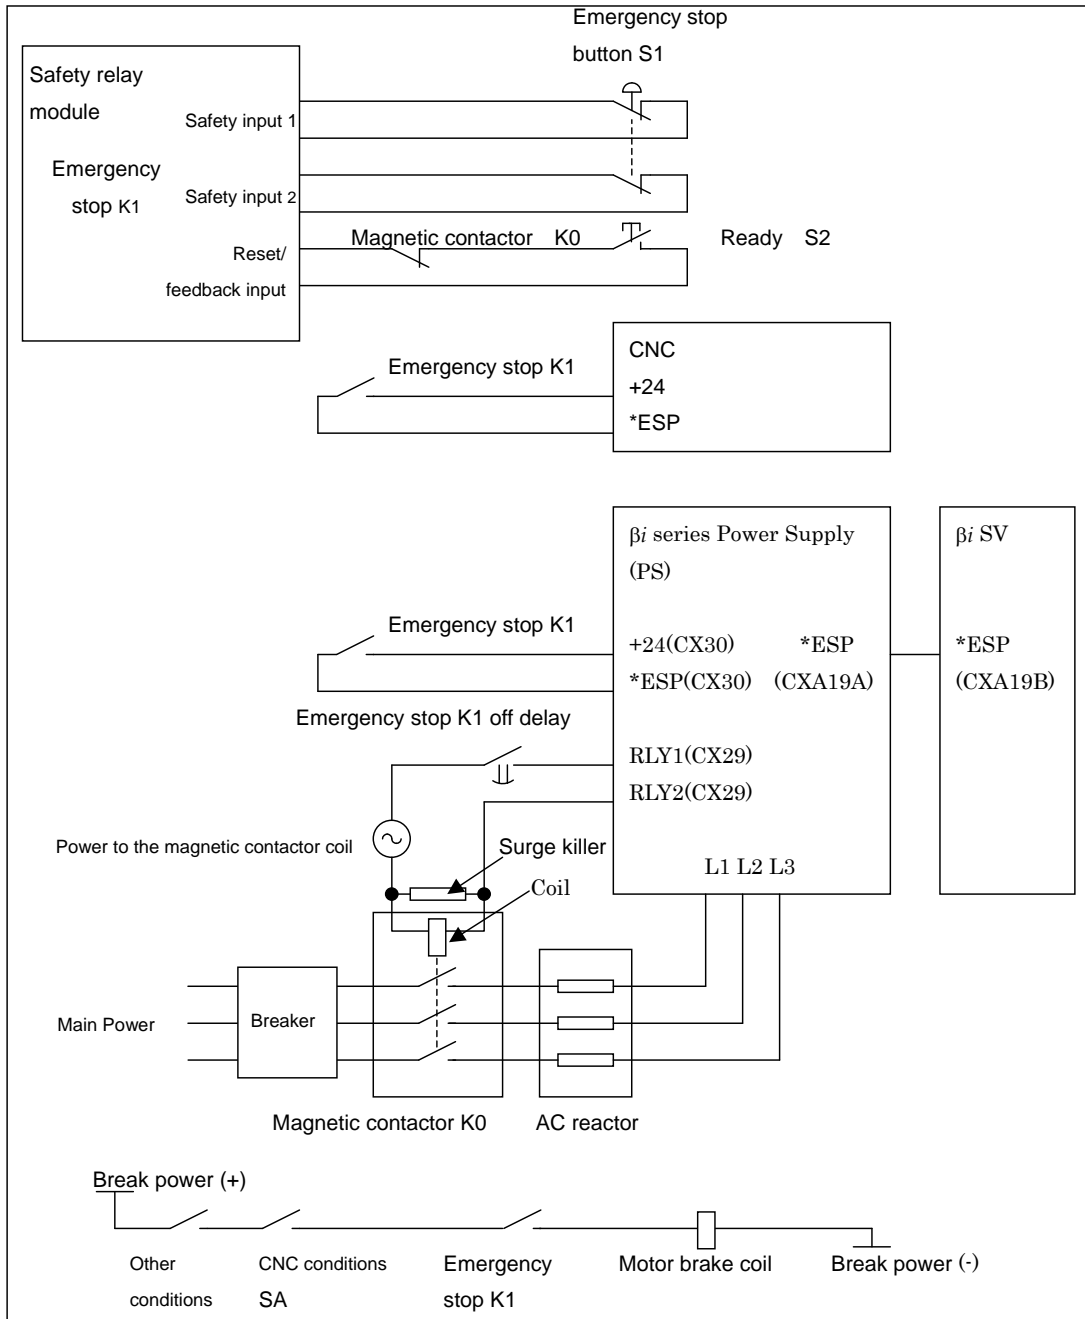 Emergency stop
button S1
Safety relay
module
Safety input 1
Emergency
stop K1
Safety input 2
Magnetic contactor K0
Ready S2
Reset/
feedback input
CNC
Emergency stop K1
+24
*ESP
βi series Power Supply
(PS)
βi SV
Emergency stop K1
+24(CX30) *ESP
*ESP(CX30) (CXA19A)
*ESP
(CXA19B)
Emergency stop K1 off delay
RLY1(CX29)
RLY2(CX29)
Power to the magnetic contactor coil
Surge killer
L1 L2 L3
Coil
Main Power
Breaker
Magnetic contactor K0
AC reactor
Break power (+)
Other
conditions
CNC conditions
SA
Emergency
stop K1
Motor brake coil
Break power (-)